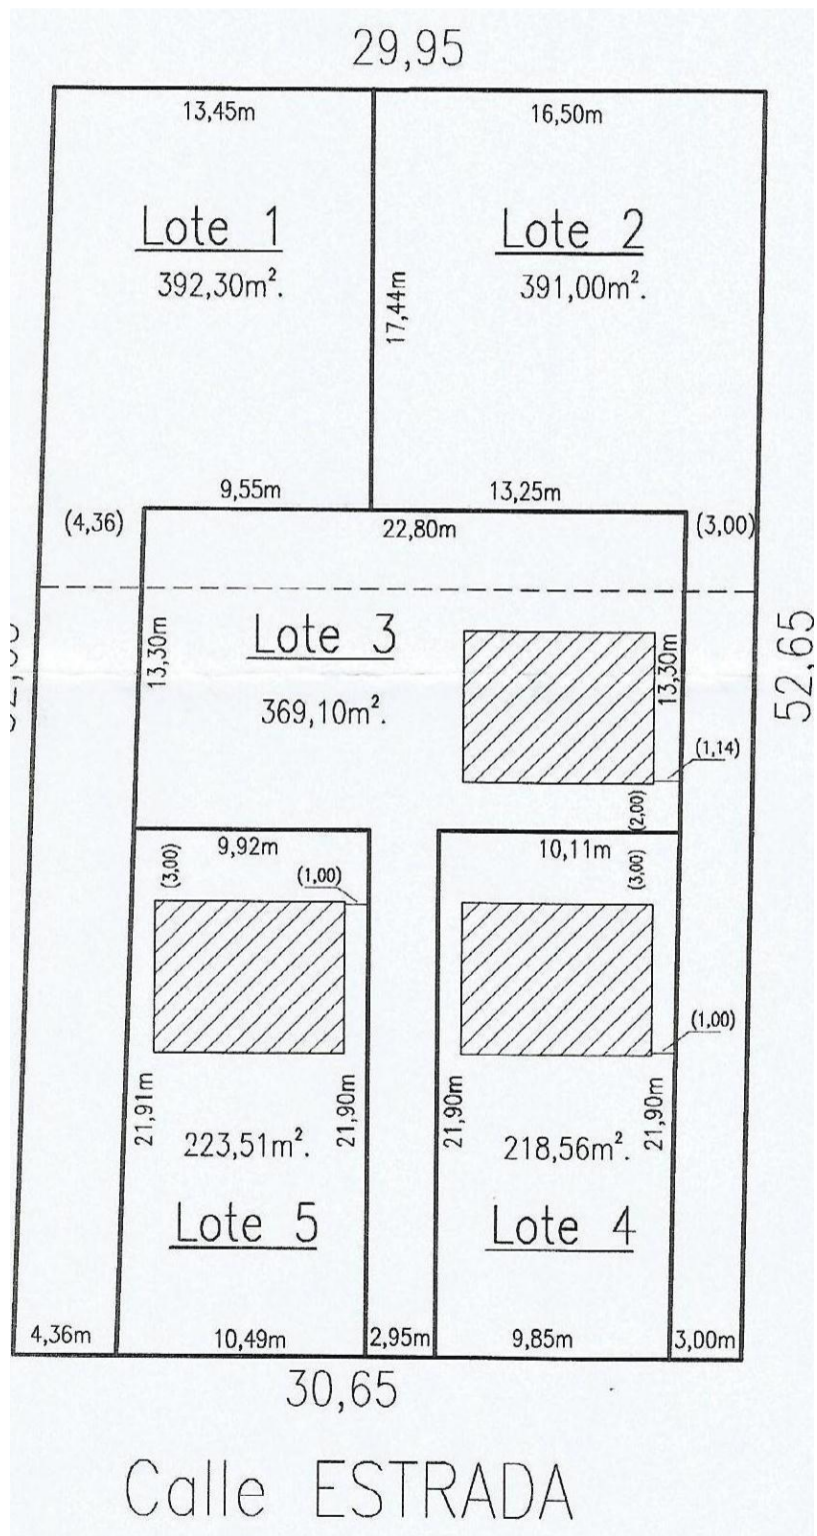 29,95
13,45m
16,50m
Lote 1
392,30m².
Lote 2
391,00m².
17,44m
9,55m
13,25m
(4,36)
22,80m
(3,00)
13,30m
Lote 3
369,10m².
13,30m
52,65
(1,14)
(2,00)
9,92m
10,11m
(3,00)
(1,00)
(3,00)
(1,00)
21,91m
21,90m
21,90m
21,90m
223,51m².
218,56m².
Lote 5
Lote 4
4,36m
10,49m
2,95m
9,85m
3,00m
30,65
Calle ESTRADA